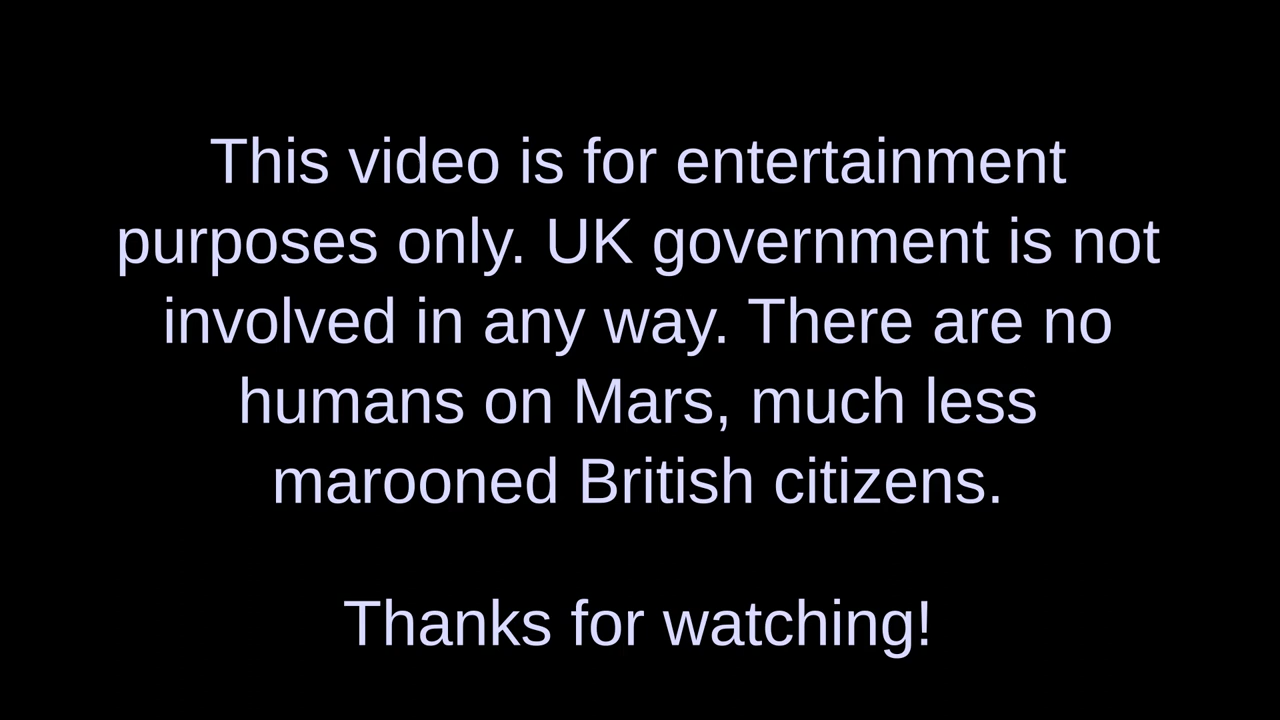 This video is for entertainment
purposes only. UK government is not
involved in any way. There are no
humans on Mars, much less
marooned British citizens.
Thanks for watching!